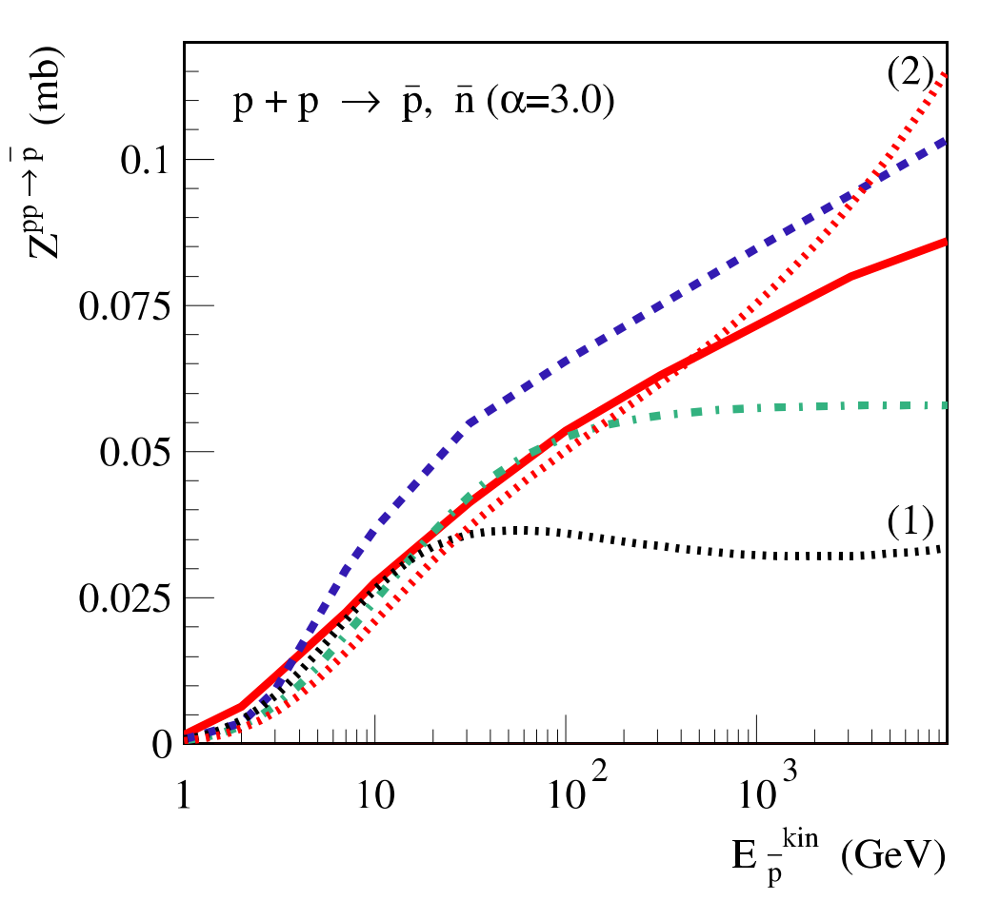 Z^{pp → p̄} (mb)
p + p → p̄, n̄ (α=3.0)
(2)
0.1
0.075
0.05
(1)
0.025
0
1 10 10^2 10^3
E_{p̄}^{kin} (GeV)